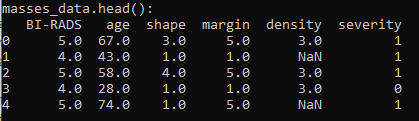 masses_data.head():
   BI-RADS   age  shape  margin  density  severity
0      5.0  67.0    3.0     5.0      3.0         1
1      4.0  43.0    1.0     1.0      NaN         1
2      5.0  58.0    4.0     5.0      3.0         1
3      4.0  28.0    1.0     1.0      3.0         0
4      5.0  74.0    1.0     5.0      NaN         1